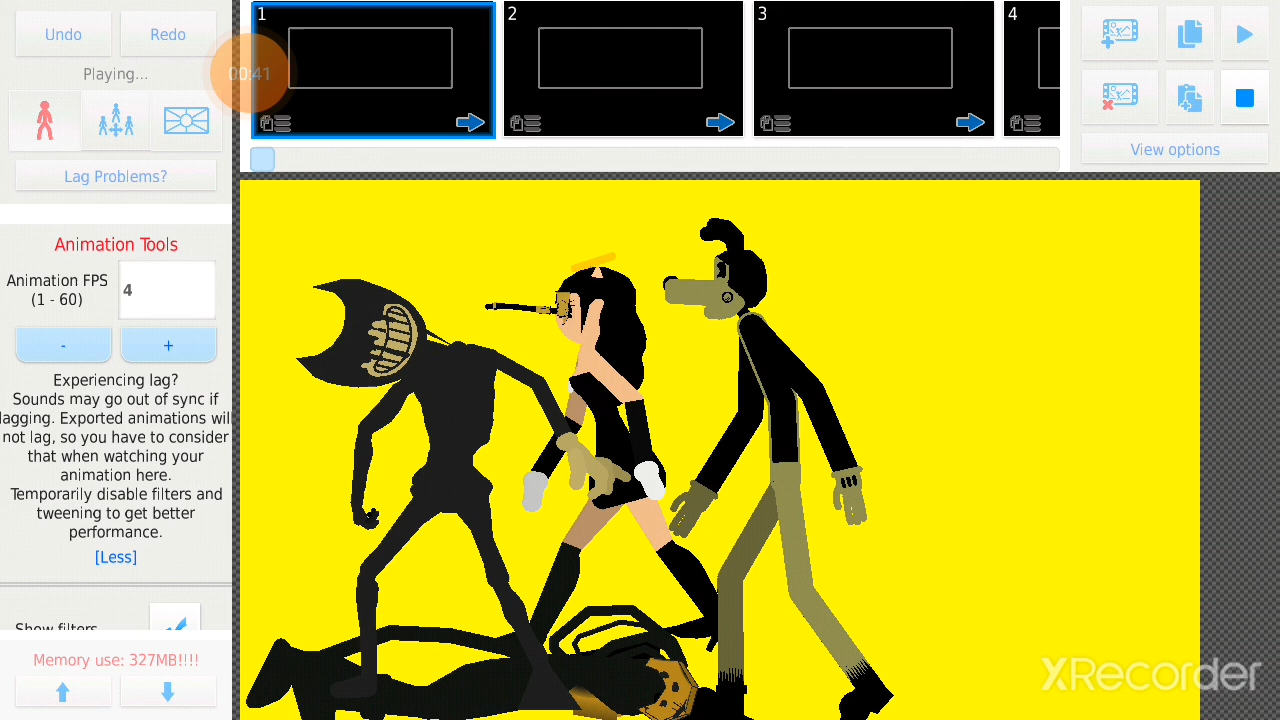 Undo
Redo
Playing...
00:41
Lag Problems?
Animation Tools
Animation FPS
(1 - 60)
4
-
+
Experiencing lag?
Sounds may go out of sync if
lagging. Exported animations will
not lag, so you have to consider
that when watching your
animation here.
Temporarily disable filters and
tweening to get better
performance.
[Less]
Show filters
Memory use: 327MB!!!!
1
2
3
4
View options
XRecorder